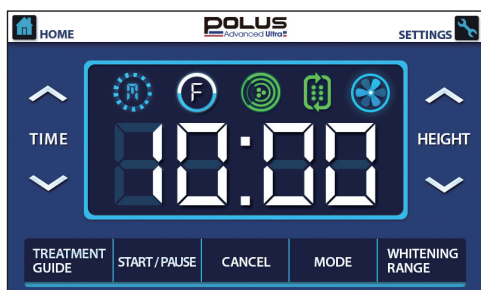 HOME
POLUS
Advanced Ultra
SETTINGS
F
TIME
10:00
HEIGHT
TREATMENT
GUIDE
START / PAUSE
CANCEL
MODE
WHITENING
RANGE